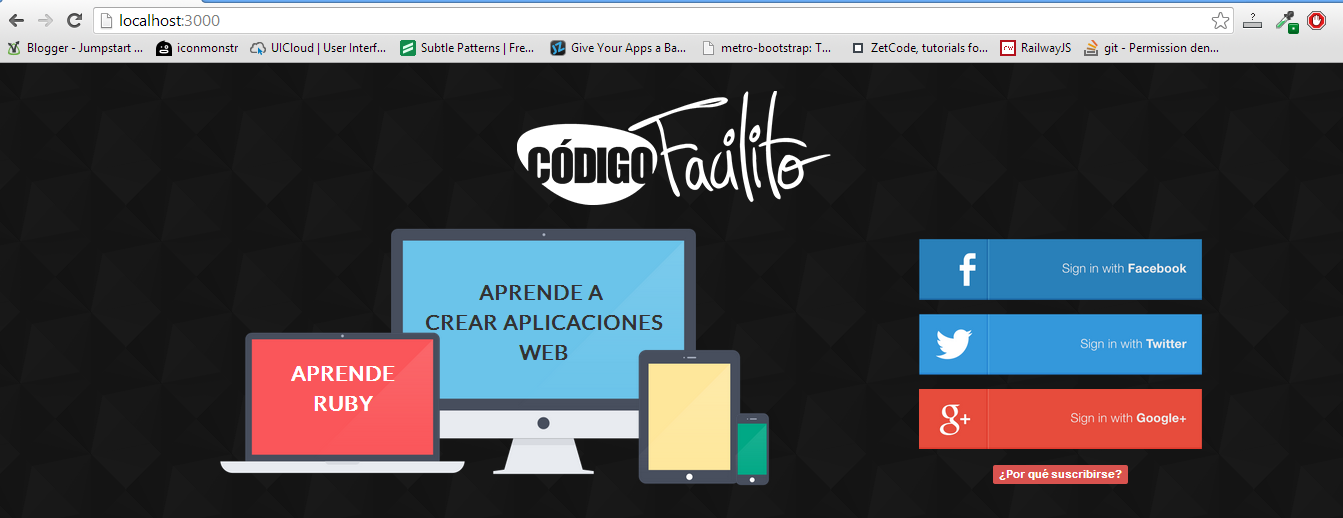 localhost:3000
Blogger - Jumpstart ...
iconmonstr
UICloud | User Interf...
Subtle Patterns | Fre...
Give Your Apps a Ba...
metro-bootstrap: T...
ZetCode, tutorials fo...
rw
RailwayJS
git - Permission den...
CÓDIGO
Facilito
APRENDE A
CREAR APLICACIONES
WEB
APRENDE
RUBY
f
Sign in with Facebook
Sign in with Twitter
g+
Sign in with Google+
¿Por qué suscribirse?